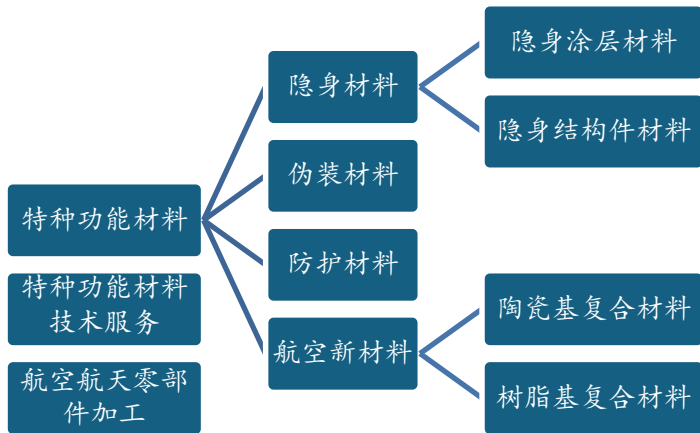 特种功能材料
特种功能材料
技术服务
航空航天零部
件加工
隐身材料
伪装材料
防护材料
航空新材料
隐身涂层材料
隐身结构件材料
陶瓷基复合材料
树脂基复合材料